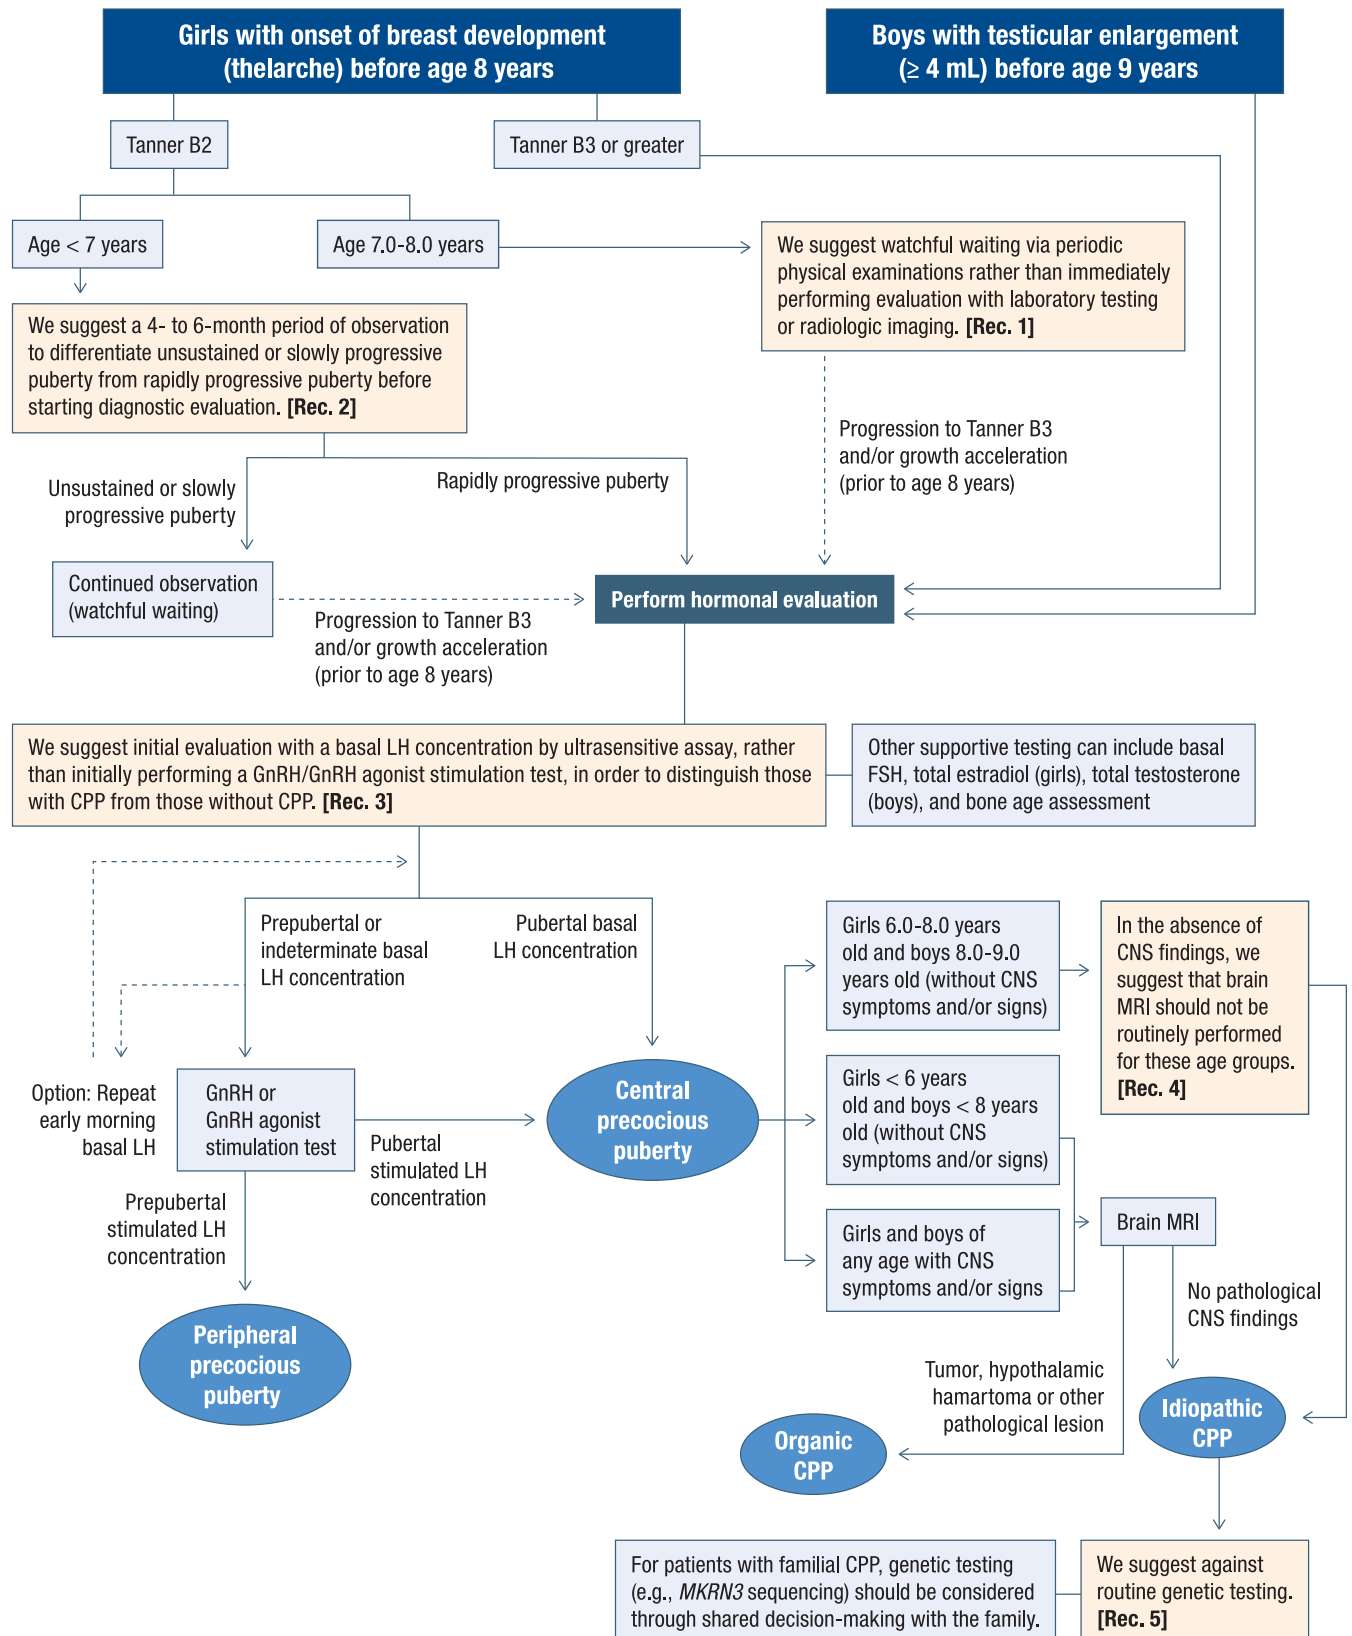 Girls with onset of breast development
(thelarche) before age 8 years
Boys with testicular enlargement
(≥ 4 mL) before age 9 years
Tanner B2
Tanner B3 or greater
Age < 7 years
Age 7.0-8.0 years
We suggest watchful waiting via periodic
physical examinations rather than immediately
performing evaluation with laboratory testing
or radiologic imaging. [Rec. 1]
We suggest a 4- to 6-month period of observation
to differentiate unsustained or slowly progressive
puberty from rapidly progressive puberty before
starting diagnostic evaluation. [Rec. 2]
Progression to Tanner B3
and/or growth acceleration
(prior to age 8 years)
Unsustained or slowly
progressive puberty
Rapidly progressive puberty
Continued observation
(watchful waiting)
Progression to Tanner B3
and/or growth acceleration
(prior to age 8 years)
Perform hormonal evaluation
We suggest initial evaluation with a basal LH concentration by ultrasensitive assay, rather
than initially performing a GnRH/GnRH agonist stimulation test, in order to distinguish those
with CPP from those without CPP. [Rec. 3]
Other supportive testing can include basal
FSH, total estradiol (girls), total testosterone
(boys), and bone age assessment
Prepubertal or
indeterminate basal
LH concentration
Pubertal basal
LH concentration
Option: Repeat
early morning
basal LH
GnRH or
GnRH agonist
stimulation test
Pubertal
stimulated LH
concentration
Prepubertal
stimulated LH
concentration
Peripheral
precocious
puberty
Central
precocious
puberty
Girls 6.0-8.0 years
old and boys 8.0-9.0
years old (without CNS
symptoms and/or signs)
In the absence of
CNS findings, we
suggest that brain
MRI should not be
routinely performed
for these age groups.
[Rec. 4]
Girls < 6 years
old and boys < 8 years
old (without CNS
symptoms and/or signs)
Girls and boys of
any age with CNS
symptoms and/or signs
Brain MRI
No pathological
CNS findings
Tumor, hypothalamic
hamartoma or other
pathological lesion
Organic
CPP
Idiopathic
CPP
For patients with familial CPP, genetic testing
(e.g., MKRN3 sequencing) should be considered
through shared decision-making with the family.
We suggest against
routine genetic testing.
[Rec. 5]